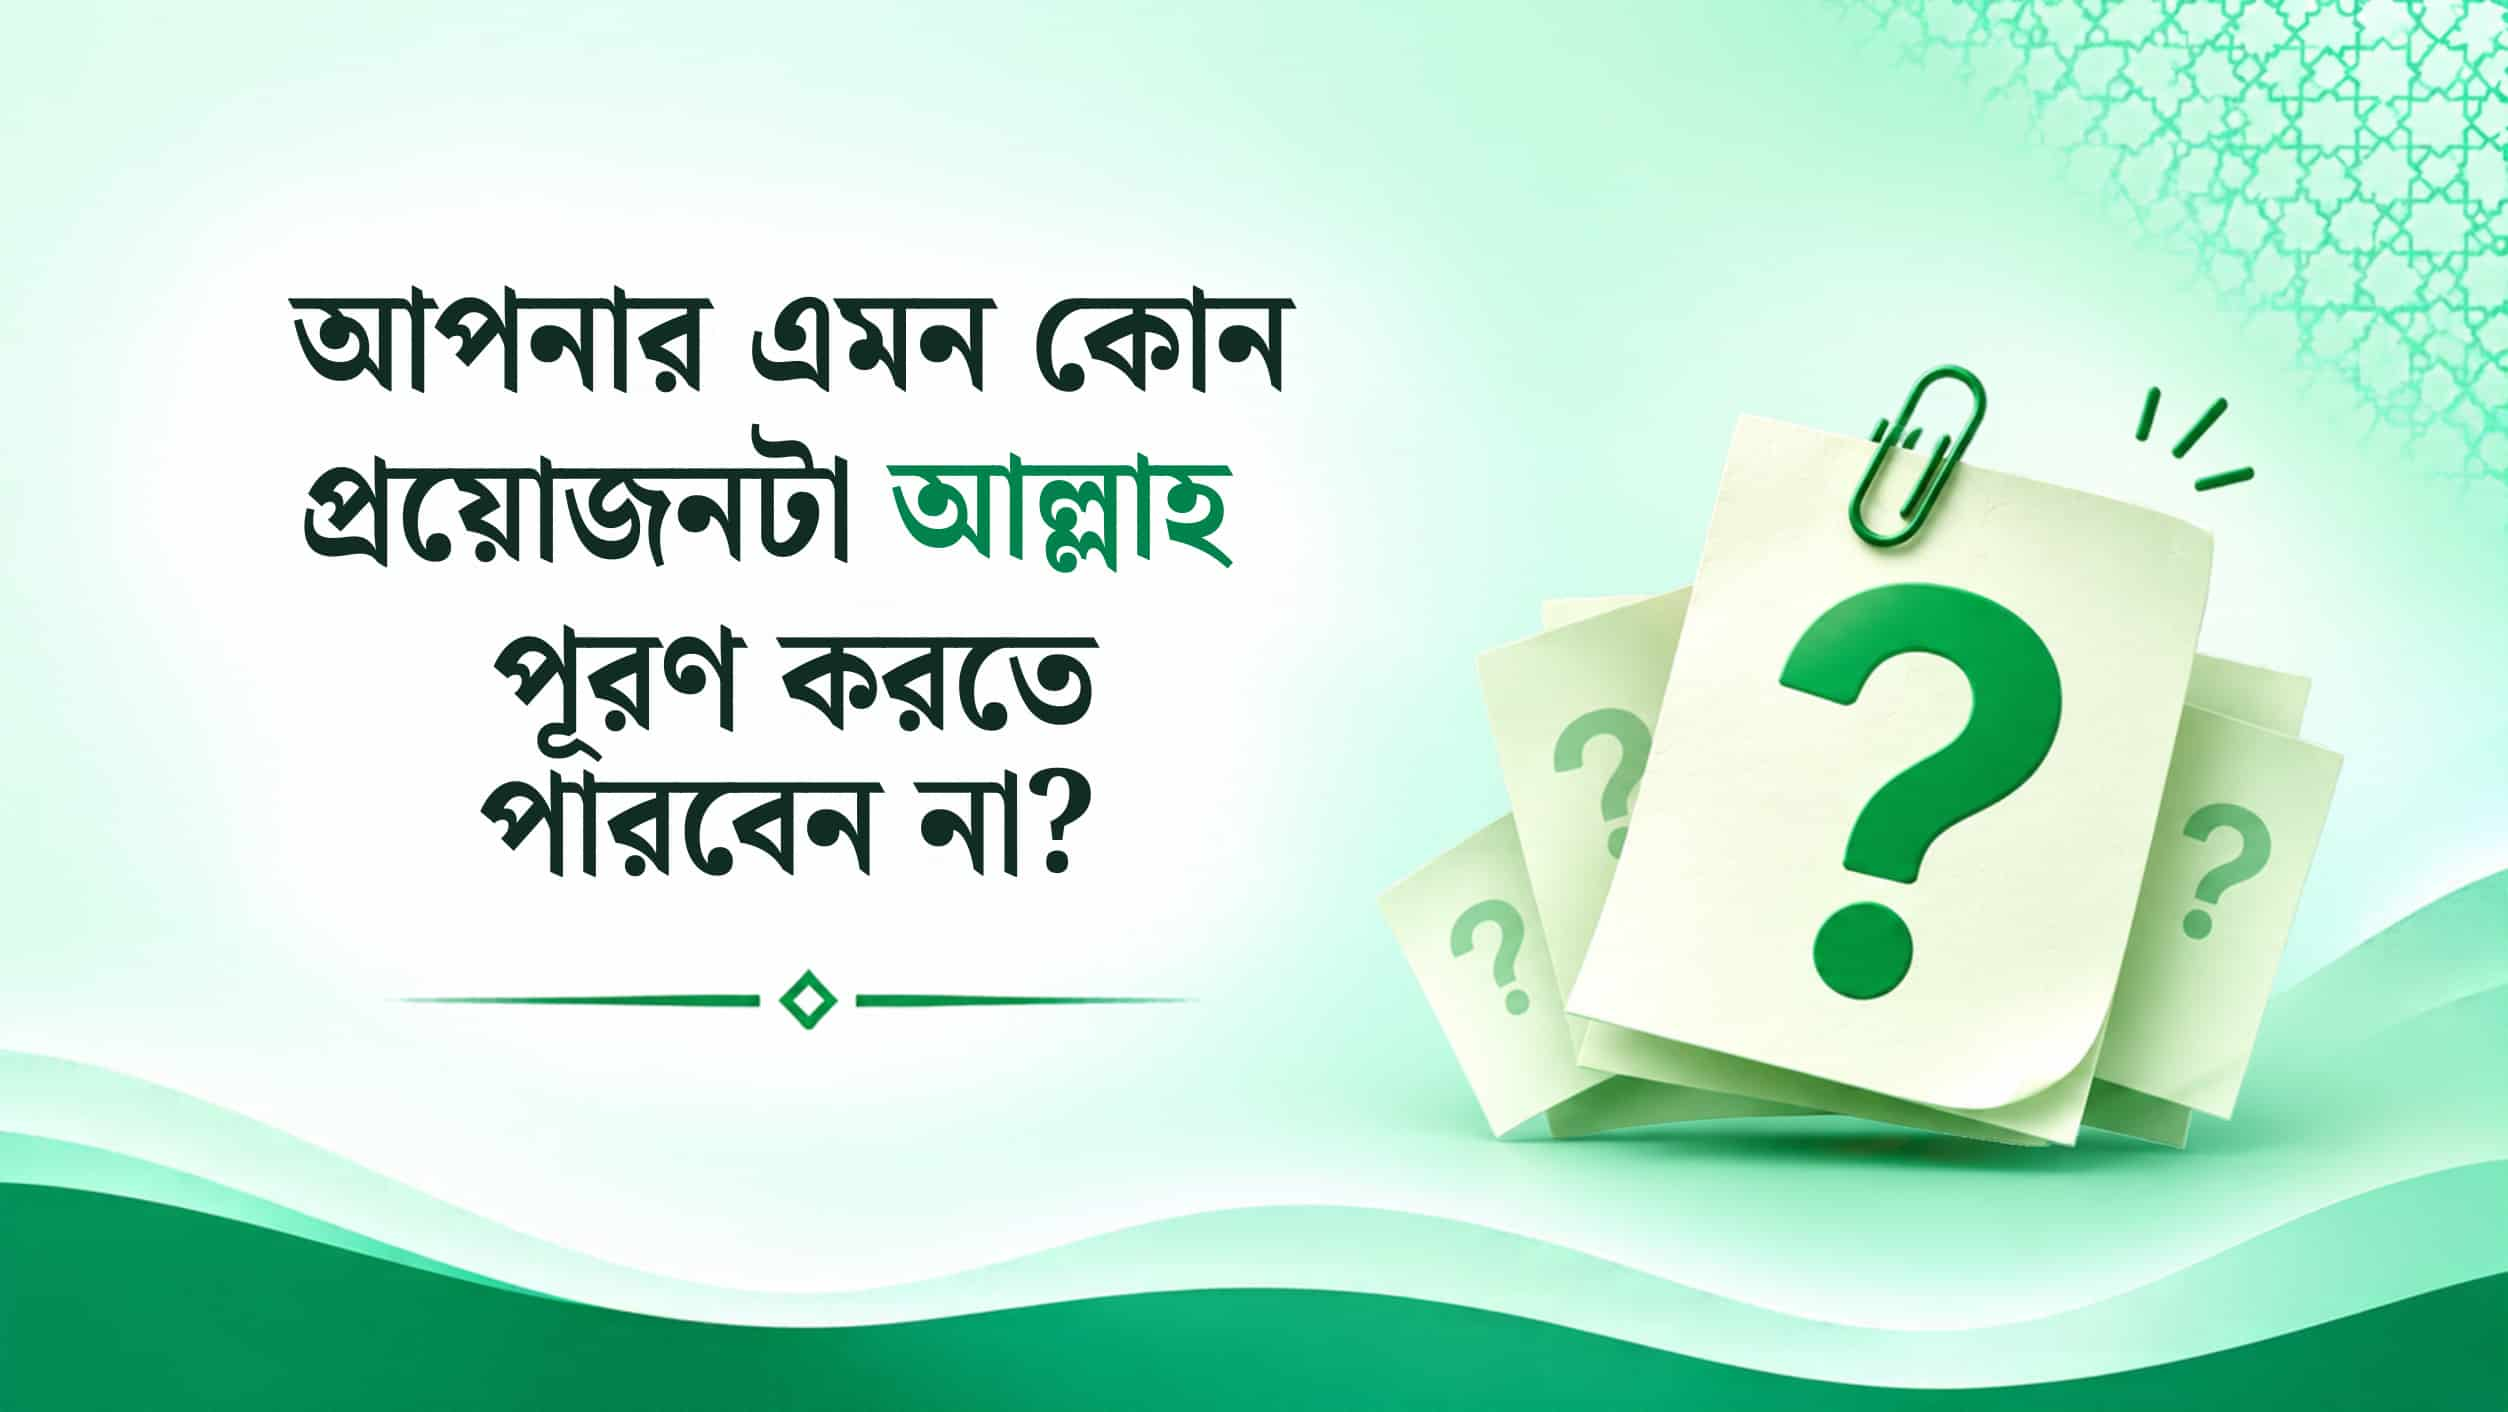 আপনার এমন কোন
প্রয়োজনটা আল্লাহ
পূরণ করতে
পারবেন না?
?
?
?
?